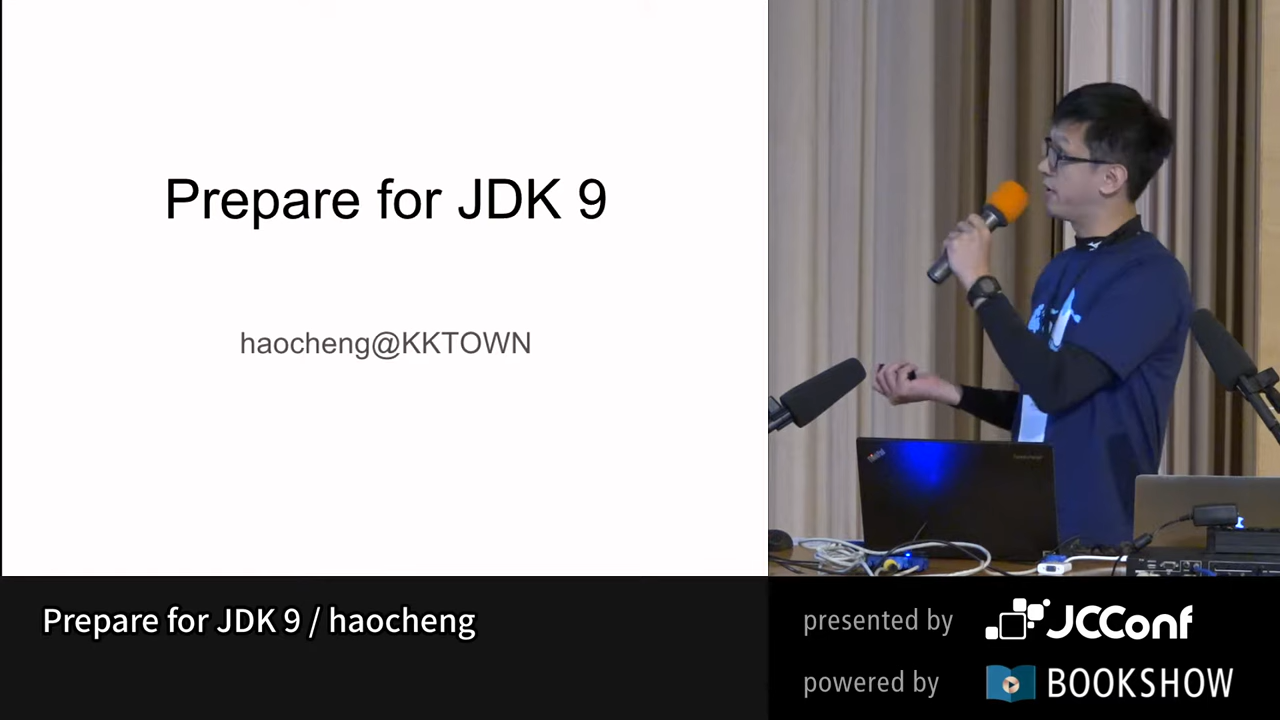 Prepare for JDK 9
haocheng@KKTOWN
Prepare for JDK 9 / haocheng
presented by JCConf
powered by BOOKSHOW